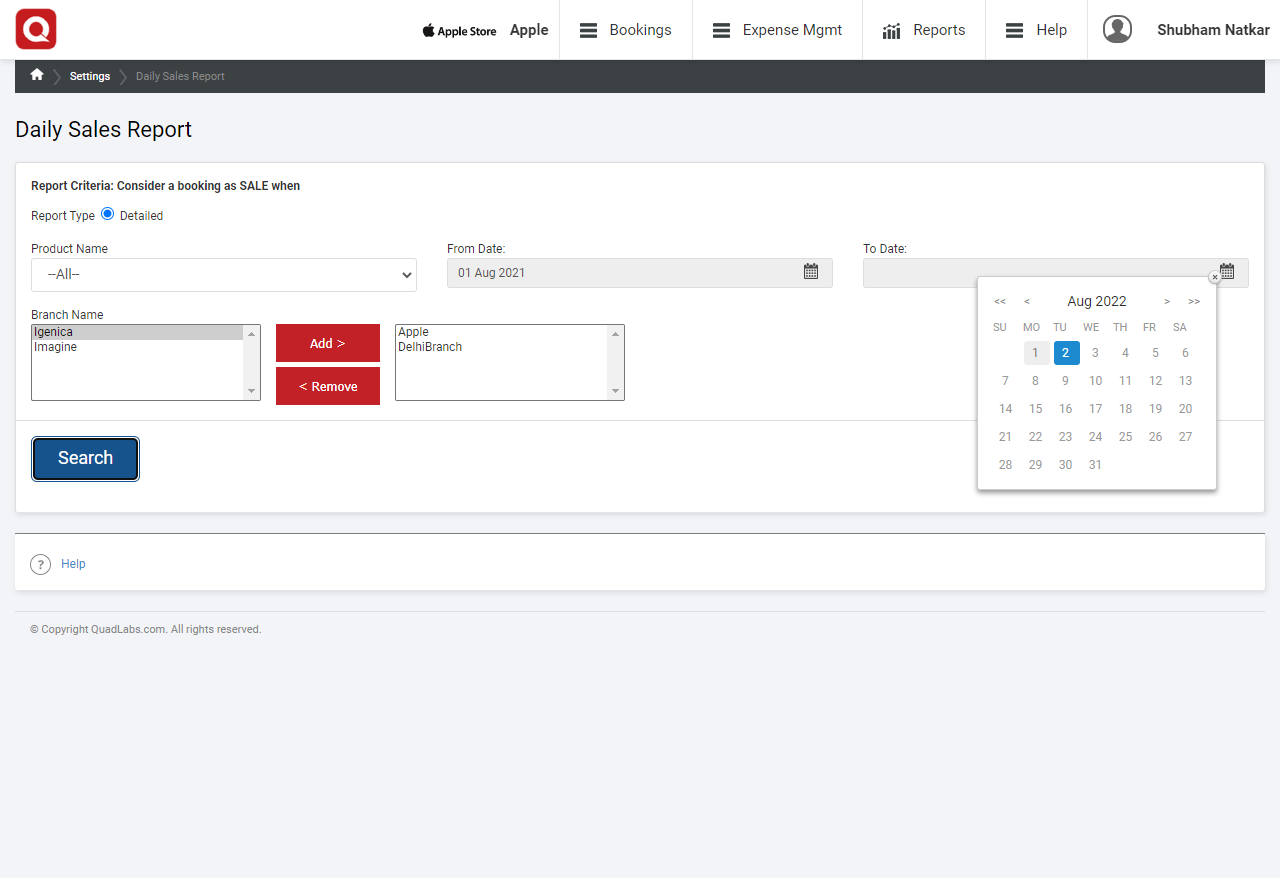 Apple Store Apple Bookings Expense Mgmt Reports Help Shubham Natkar
Settings Daily Sales Report
Daily Sales Report
Report Criteria: Consider a booking as SALE when
Report Type Detailed
Product Name From Date: To Date:
--All-- 01 Aug 2021
Branch Name
Igenica
Imagine
Add >
< Remove
Apple
DelhiBranch
Search
<< < Aug 2022 > >>
SU MO TU WE TH FR SA
1 2 3 4 5 6
7 8 9 10 11 12 13
14 15 16 17 18 19 20
21 22 23 24 25 26 27
28 29 30 31
? Help
© Copyright QuadLabs.com. All rights reserved.